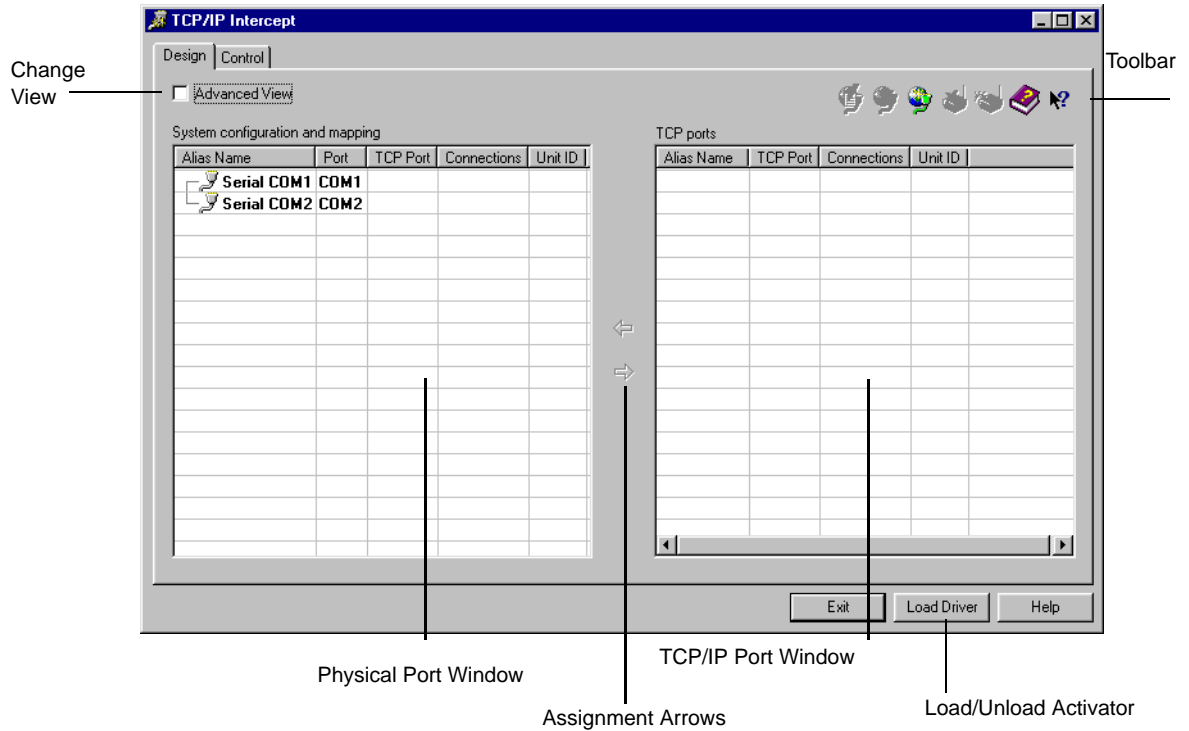 TCP/IP Intercept
Design Control
Change
View
Toolbar
Advanced View
System configuration and mapping
Alias Name Port TCP Port Connections Unit ID
Serial COM1 COM1
Serial COM2 COM2
TCP ports
Alias Name TCP Port Connections Unit ID
Exit Load Driver Help
Physical Port Window
TCP/IP Port Window
Assignment Arrows
Load/Unload Activator